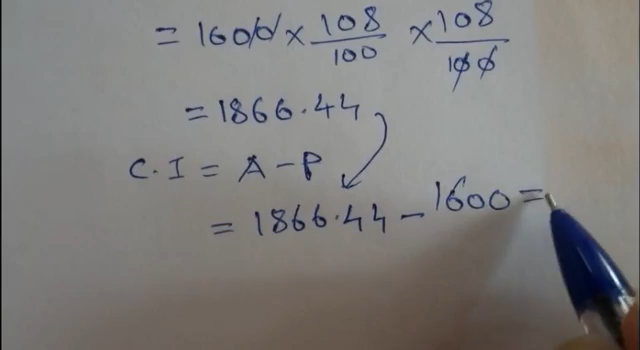 = 1600 × 108/100 × 108/100
= 1866.44
C.I = A - P
= 1866.44 - 1600 =